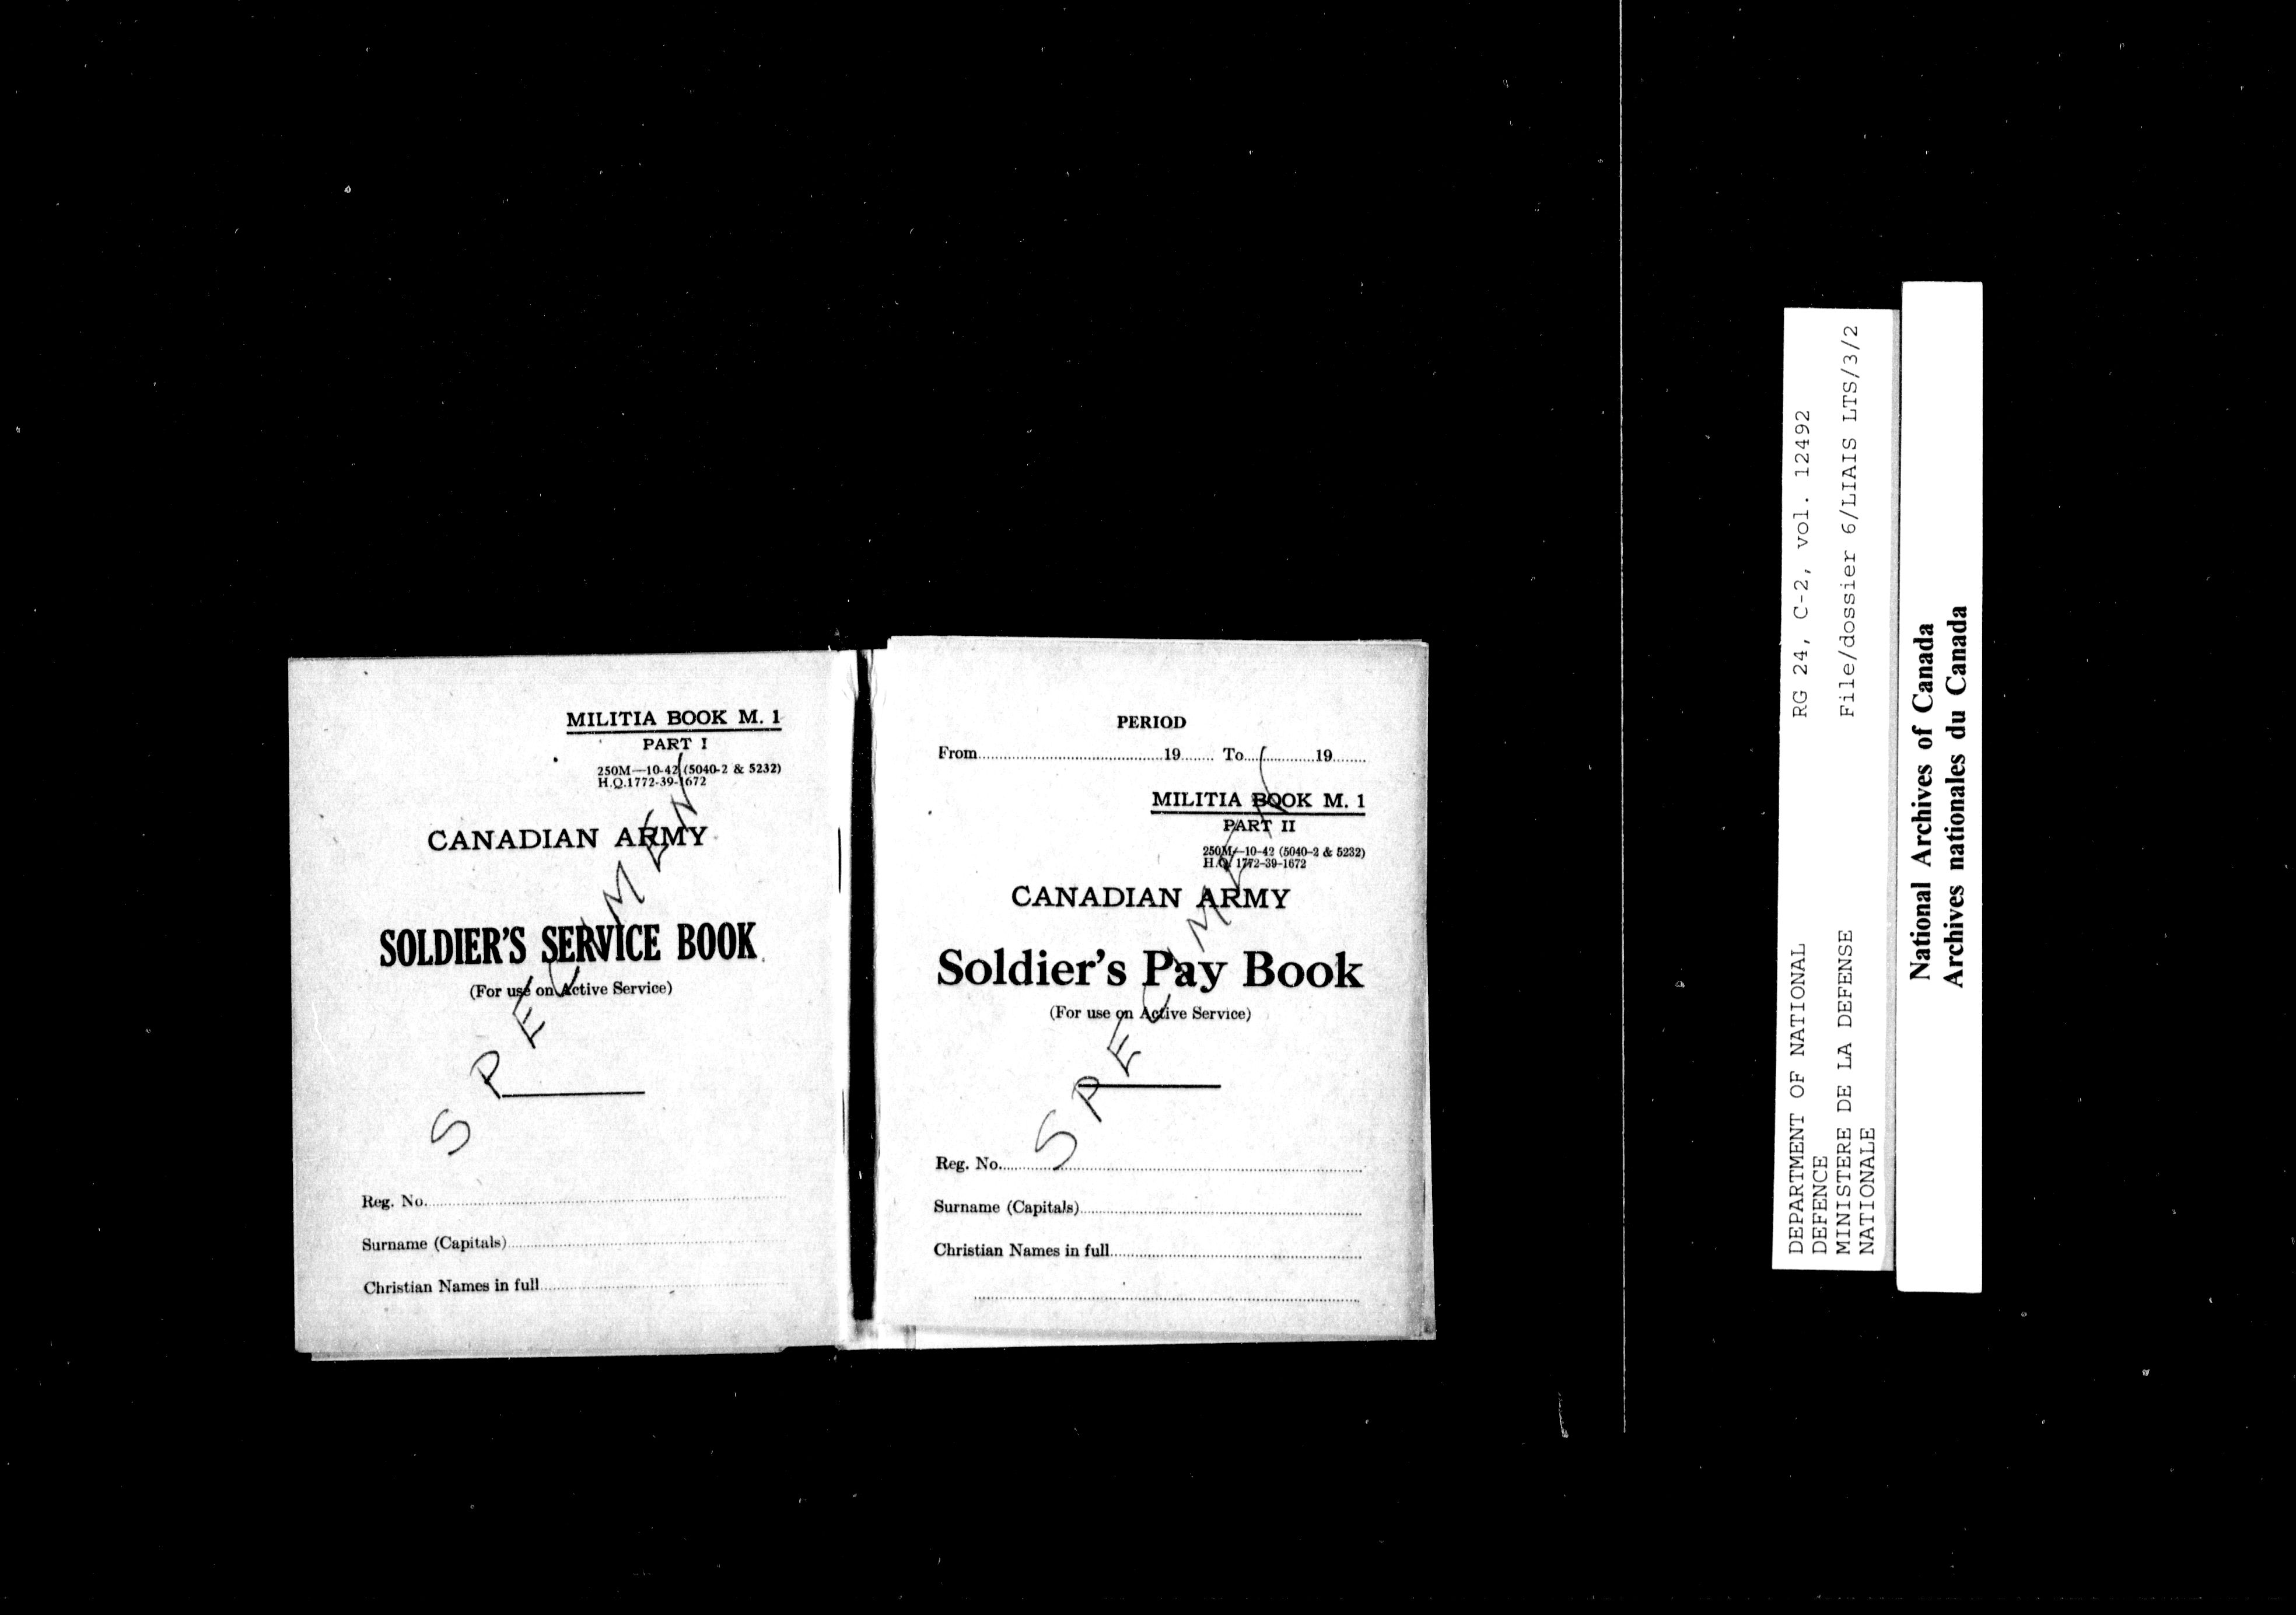 MILITIA BOOK M. 1
PART I
250M—10-42 (5040-2 & 5232)
H.Q.1772-39-1672
CANADIAN ARMY
SOLDIER'S SERVICE BOOK
(For use on Active Service)
SPECIMEN
Reg. No.
Surname (Capitals)
Christian Names in full
PERIOD
From 19 To 19
MILITIA BOOK M. 1
PART II
250M—10-42 (5040-2 & 5232)
H.Q. 1772-39-1672
CANADIAN ARMY
Soldier's Pay Book
(For use on Active Service)
SPECIMEN
Reg. No.
Surname (Capitals)
Christian Names in full
DEPARTMENT OF NATIONAL RG 24, C-2, vol. 12492
DEFENCE
MINISTERE DE LA DEFENSE File/dossier 6/LIAIS LTS/3/2
NATIONALE
National Archives of Canada
Archives nationales du Canada